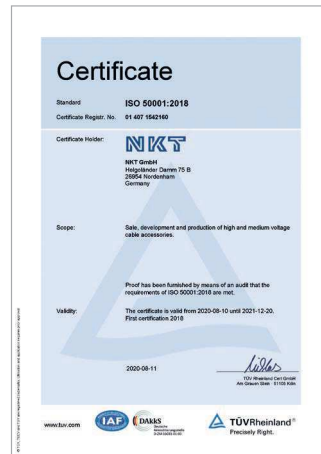 Certificate
Standard ISO 50001:2018
Certificate Registr. No. 01 407 1542160
Certificate Holder:
NKT
NKT GmbH
Helgoländer Damm 75 B
26954 Nordenham
Germany
Scope: Sale, development and production of high and medium voltage
cable accessories.
Proof has been furnished by means of an audit that the
requirements of ISO 50001:2018 are met.
Validity: The certificate is valid from 2020-08-10 until 2021-12-20.
First certification 2018
2020-08-11
TÜV Rheinland Cert GmbH
Am Grauen Stein · 51105 Köln
www.tuv.com
IAF
DAkkS
Deutsche
Akkreditierungsstelle
TÜVRheinland®
Precisely Right.